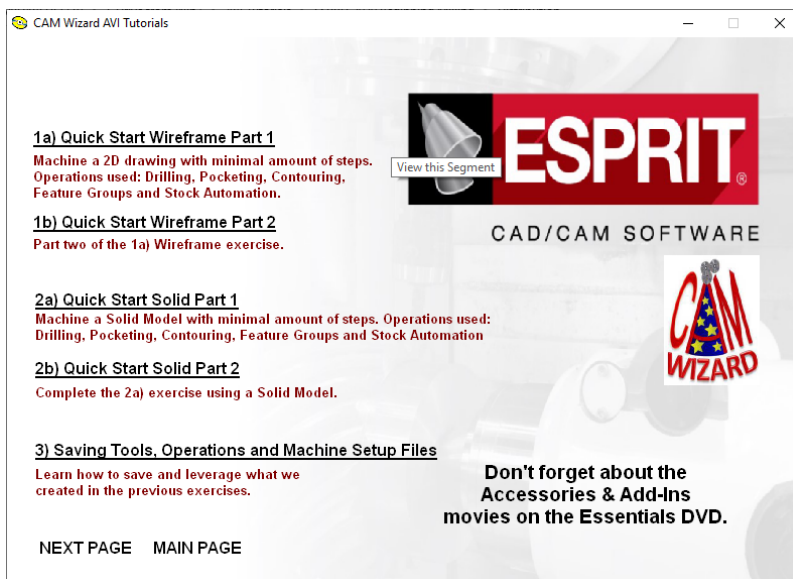 CAM Wizard AVI Tutorials
1a) Quick Start Wireframe Part 1
Machine a 2D drawing with minimal amount of steps.
Operations used: Drilling, Pocketing, Contouring,
Feature Groups and Stock Automation.
View this Segment
ESPRIT®
CAD/CAM SOFTWARE
1b) Quick Start Wireframe Part 2
Part two of the 1a) Wireframe exercise.
CAM
WIZARD
2a) Quick Start Solid Part 1
Machine a Solid Model with minimal amount of steps. Operations used:
Drilling, Pocketing, Contouring, Feature Groups and Stock Automation
2b) Quick Start Solid Part 2
Complete the 2a) exercise using a Solid Model.
3) Saving Tools, Operations and Machine Setup Files
Learn how to save and leverage what we
created in the previous exercises.
Don't forget about the
Accessories & Add-Ins
movies on the Essentials DVD.
NEXT PAGE MAIN PAGE